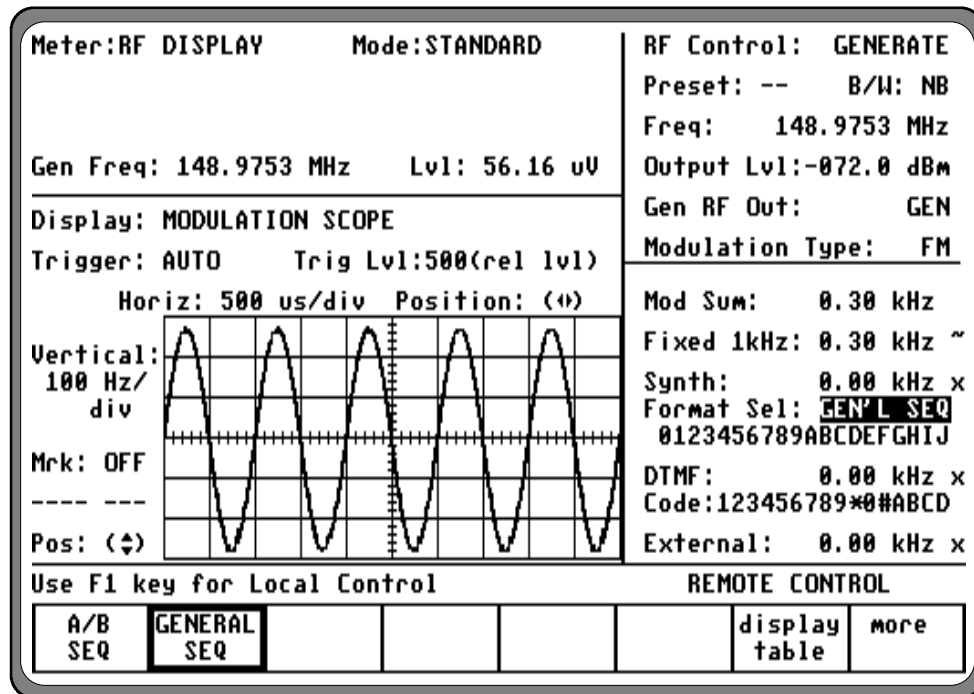 Meter:RF DISPLAY Mode:STANDARD
Gen Freq: 148.9753 MHz Lvl: 56.16 uV
Display: MODULATION SCOPE
Trigger: AUTO Trig Lvl:500(rel lvl)
Horiz: 500 us/div Position: (◂▸)
Vertical:
100 Hz/
div
Mrk: OFF
---- ---
Pos: (▴▾)
RF Control: GENERATE
Preset: -- B/W: NB
Freq: 148.9753 MHz
Output Lvl:-072.0 dBm
Gen RF Out: GEN
Modulation Type: FM
Mod Sum: 0.30 kHz
Fixed 1kHz: 0.30 kHz ~
Synth: 0.00 kHz x
Format Sel: GEN'L SEQ
0123456789ABCDEFGHIJ
DTMF: 0.00 kHz x
Code:123456789*0#ABCD
External: 0.00 kHz x
Use F1 key for Local Control REMOTE CONTROL
A/B
SEQ
GENERAL
SEQ
display
table
more